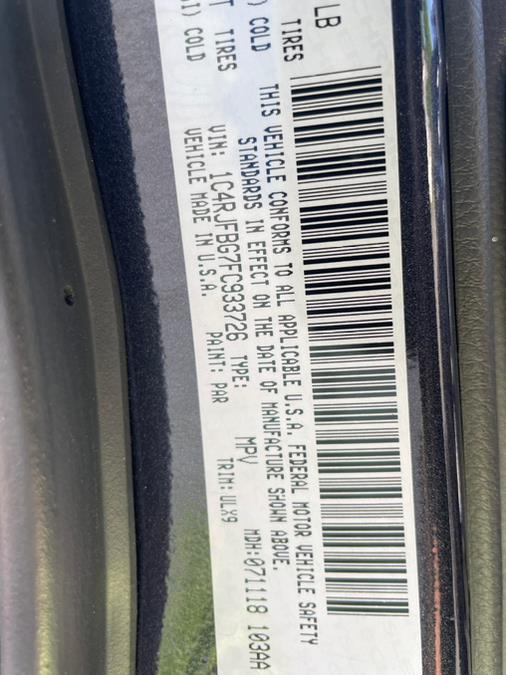 LB
TIRES
) COLD
T TIRES
I) COLD
THIS VEHICLE CONFORMS TO ALL APPLICABLE U.S.A. FEDERAL MOTOR VEHICLE SAFETY
STANDARDS IN EFFECT ON THE DATE OF MANUFACTURE SHOWN ABOVE.
VIN: 1C4RJFBG7FC933726 TYPE: MPV MDH:071118 103AA
VEHICLE MADE IN U.S.A. PAINT: PAR TRIM: VLX9